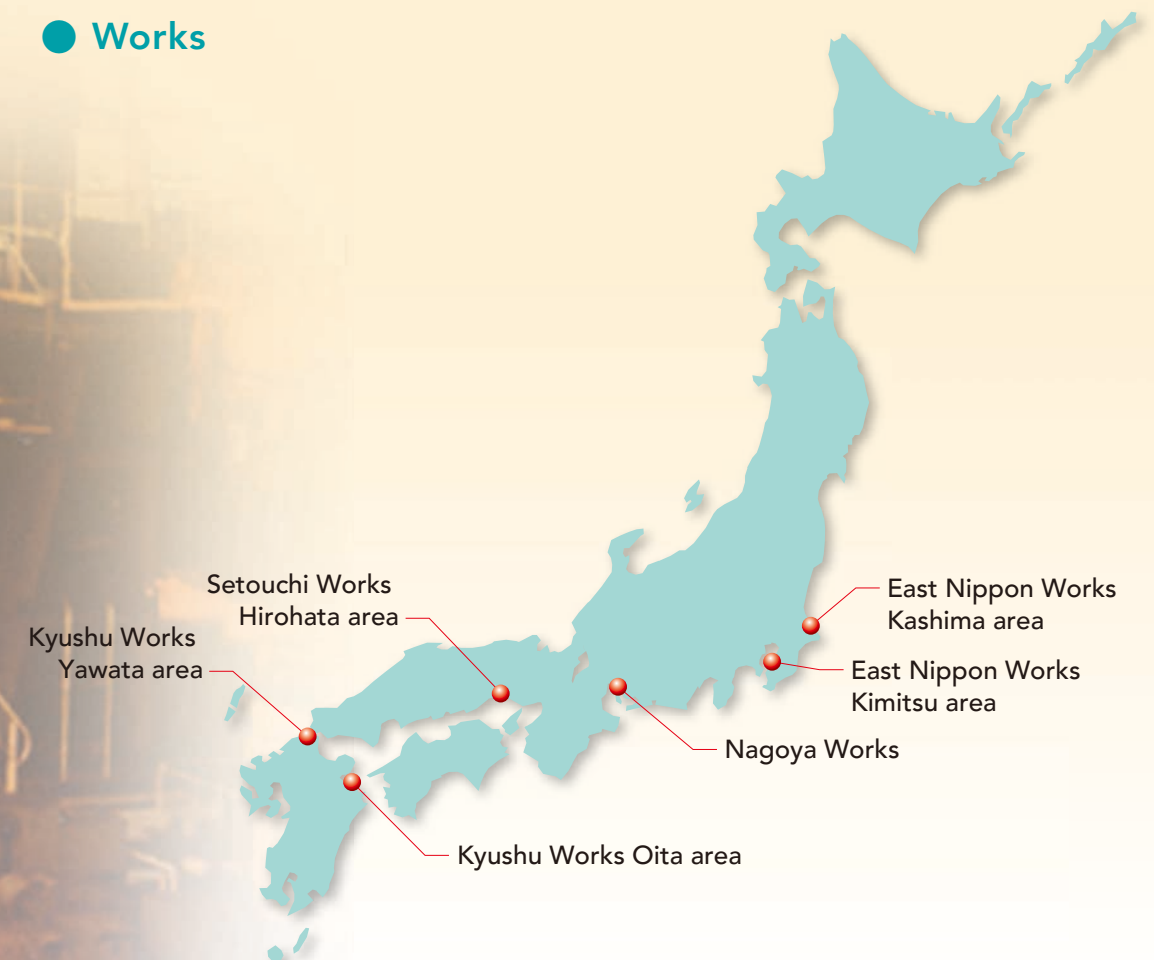 Works
Setouchi Works
Hirohata area
Kyushu Works
Yawata area
East Nippon Works
Kashima area
East Nippon Works
Kimitsu area
Nagoya Works
Kyushu Works Oita area